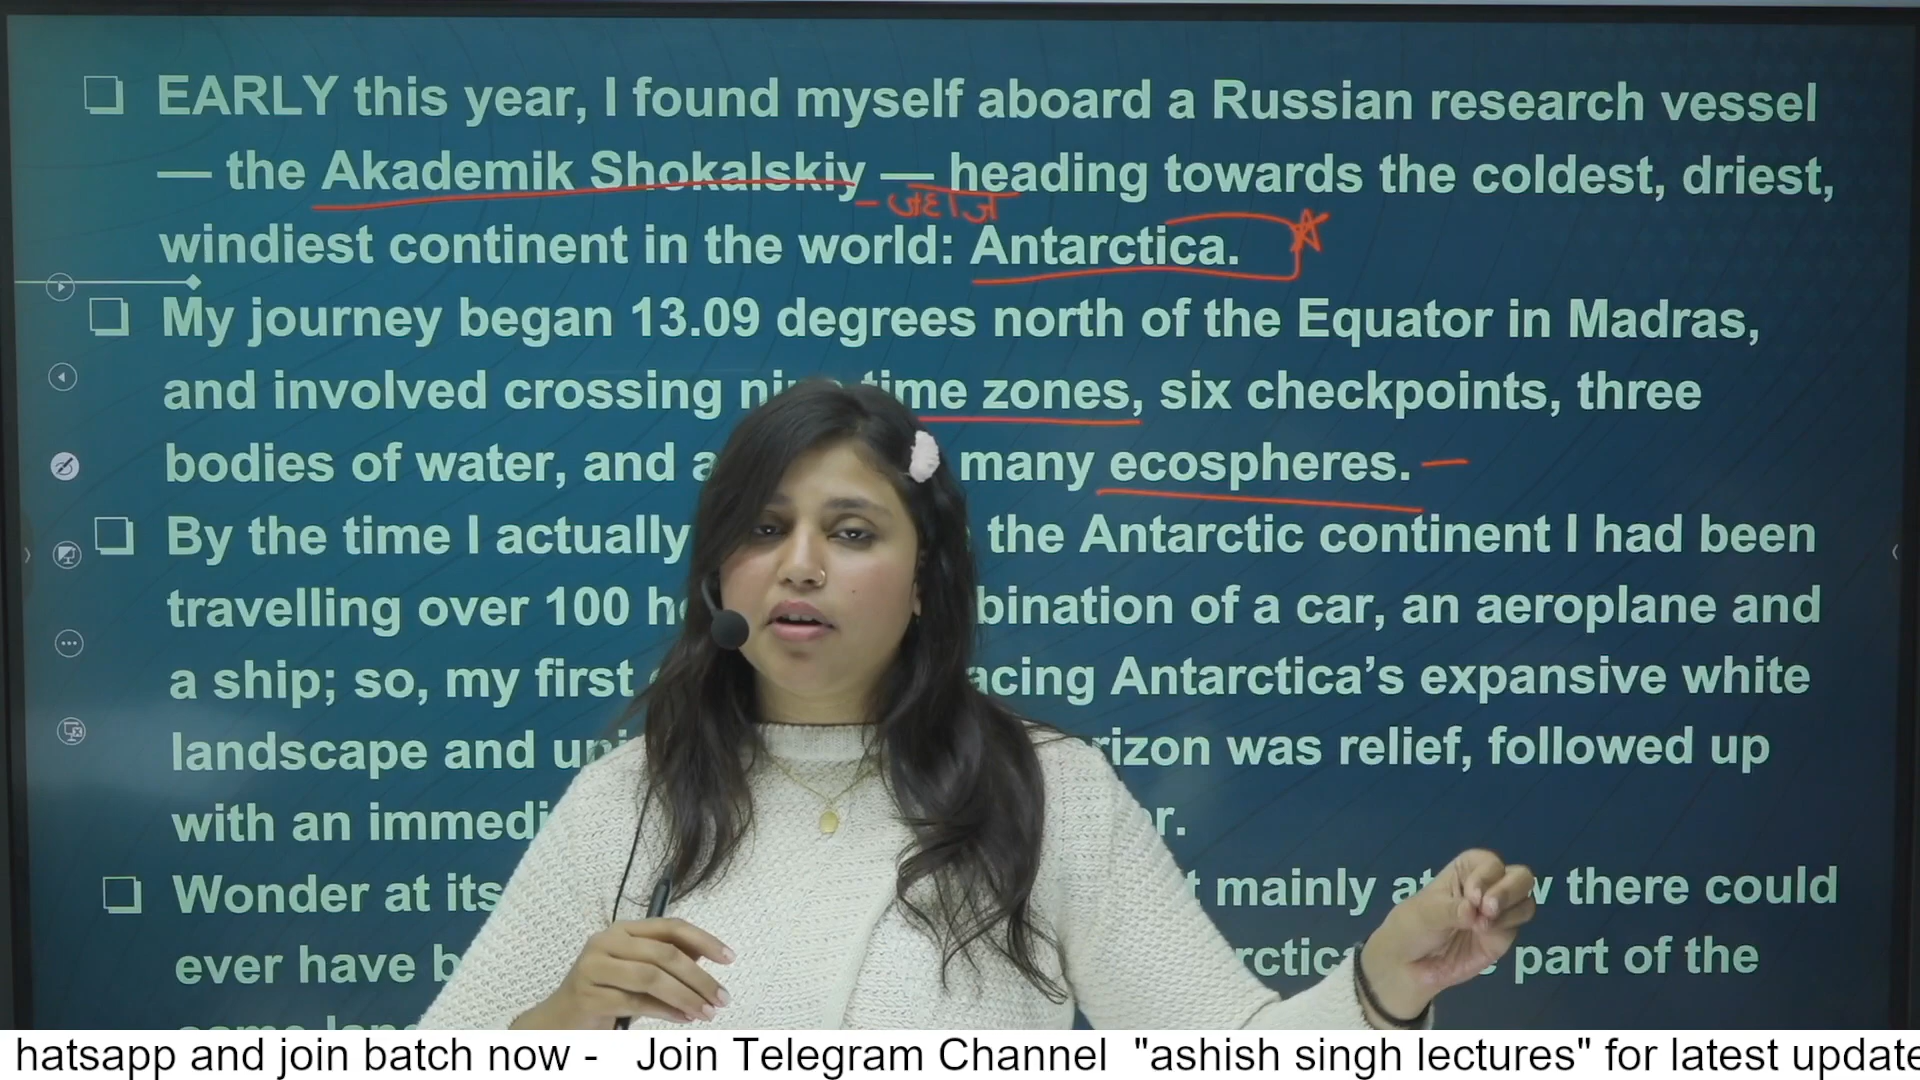 EARLY this year, I found myself aboard a Russian research vessel
— the Akademik Shokalskiy — heading towards the coldest, driest,
जहाज
windiest continent in the world: Antarctica.
My journey began 13.09 degrees north of the Equator in Madras,
and involved crossing time zones, six checkpoints, three
bodies of water, and many ecospheres.
By the time I actually the Antarctic continent I had been
travelling over 100 of a car, an aeroplane and
a ship; so, my first Antarctica's expansive white
landscape and was relief, followed up
with an
Wonder at its mainly there could
ever have part of the
hatsapp and join batch now - Join Telegram Channel "ashish singh lectures" for latest update